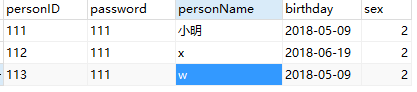 personID password personName birthday sex
111 111 小明 2018-05-09 2
112 111 x 2018-06-19 2
113 111 w 2018-05-09 2